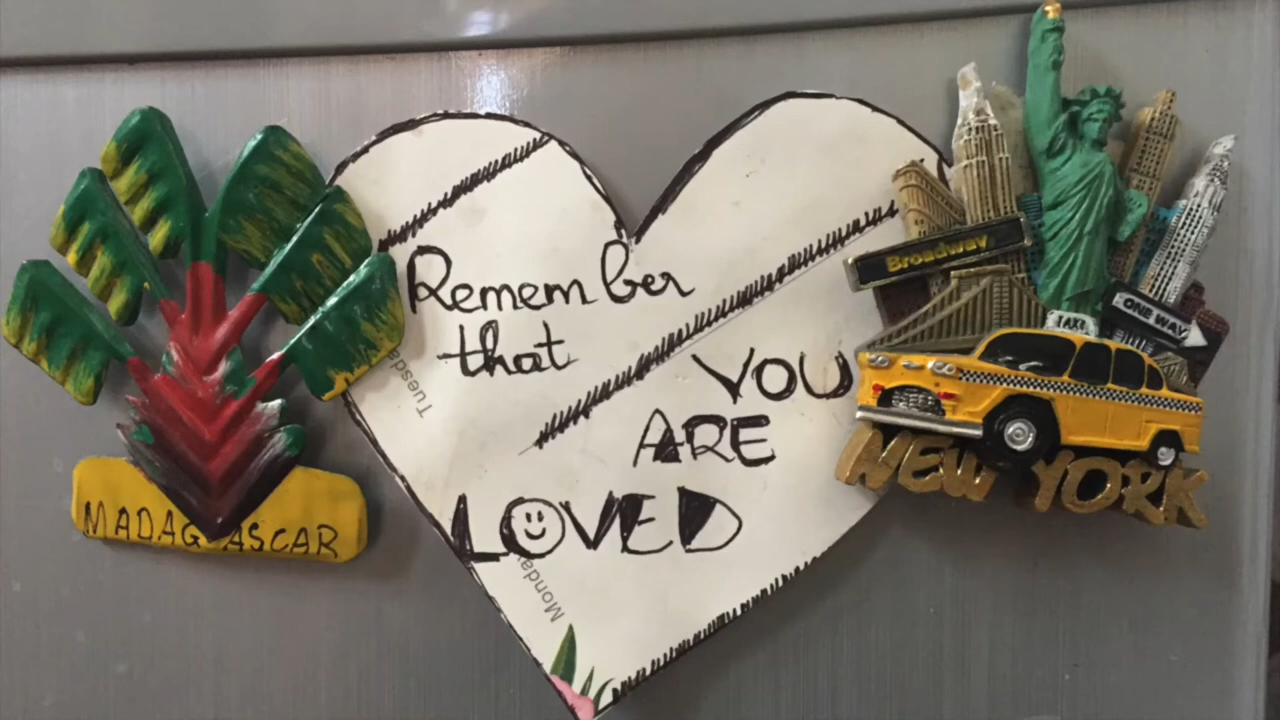 Remember
that
YOU
ARE
LOVED
Tuesday
Monday
MADAGASCAR
Broadway
ONE WAY
TAXI
NEW YORK